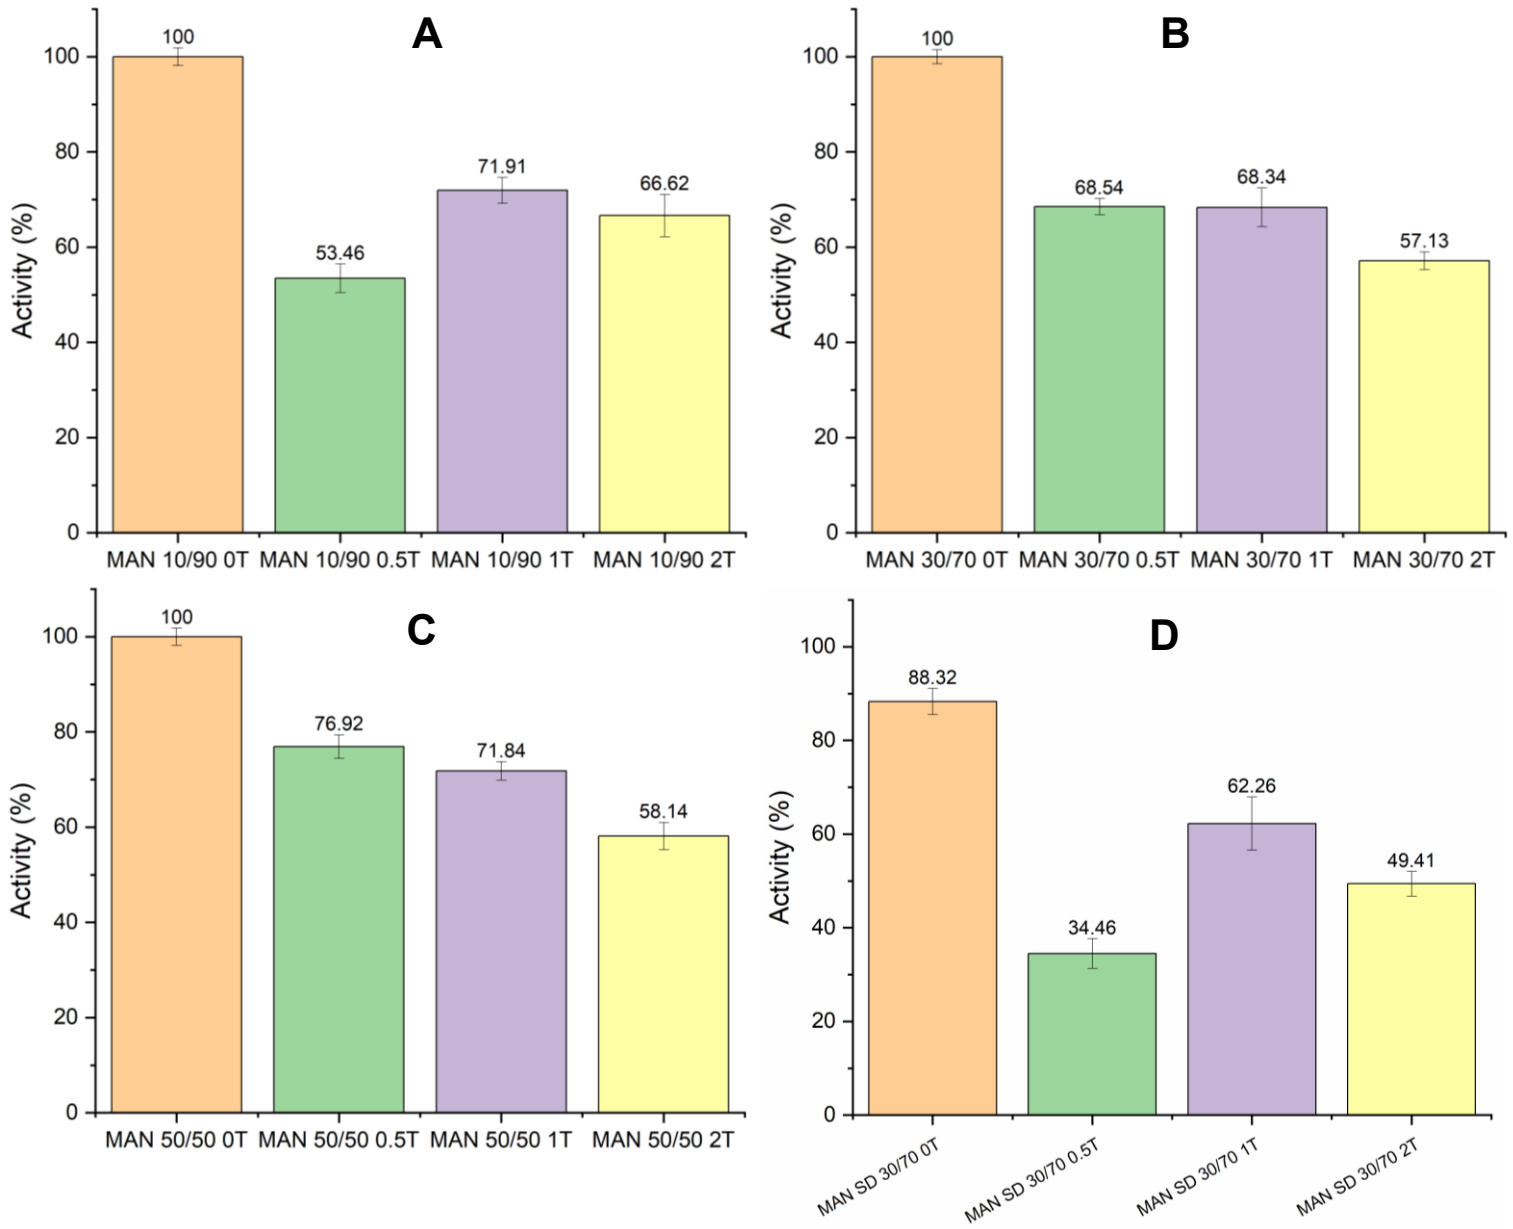 A
Activity (%)
100
80
60
40
20
0
100
53.46
71.91
66.62
MAN 10/90 0T
MAN 10/90 0.5T
MAN 10/90 1T
MAN 10/90 2T
B
Activity (%)
100
80
60
40
20
0
100
68.54
68.34
57.13
MAN 30/70 0T
MAN 30/70 0.5T
MAN 30/70 1T
MAN 30/70 2T
C
Activity (%)
100
80
60
40
20
0
100
76.92
71.84
58.14
MAN 50/50 0T
MAN 50/50 0.5T
MAN 50/50 1T
MAN 50/50 2T
D
Activity (%)
100
80
60
40
20
0
88.32
34.46
62.26
49.41
MAN SD 30/70 0T
MAN SD 30/70 0.5T
MAN SD 30/70 1T
MAN SD 30/70 2T